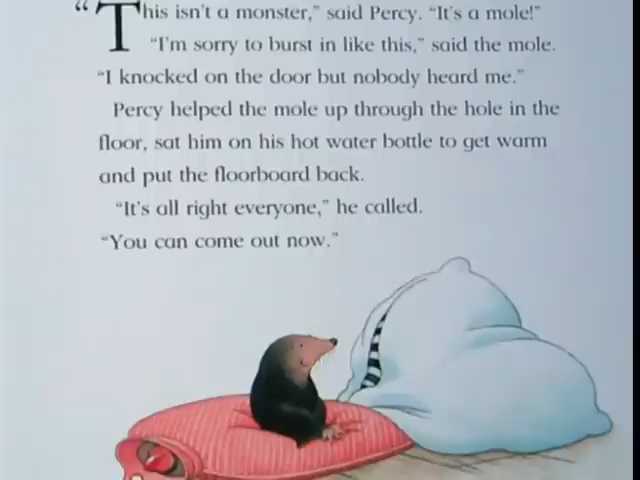 “This isn't a monster,” said Percy. “It's a mole!”
“I'm sorry to burst in like this,” said the mole.
“I knocked on the door but nobody heard me.”
Percy helped the mole up through the hole in the
floor, sat him on his hot water bottle to get warm
and put the floorboard back.
“It's all right everyone,” he called.
“You can come out now.”